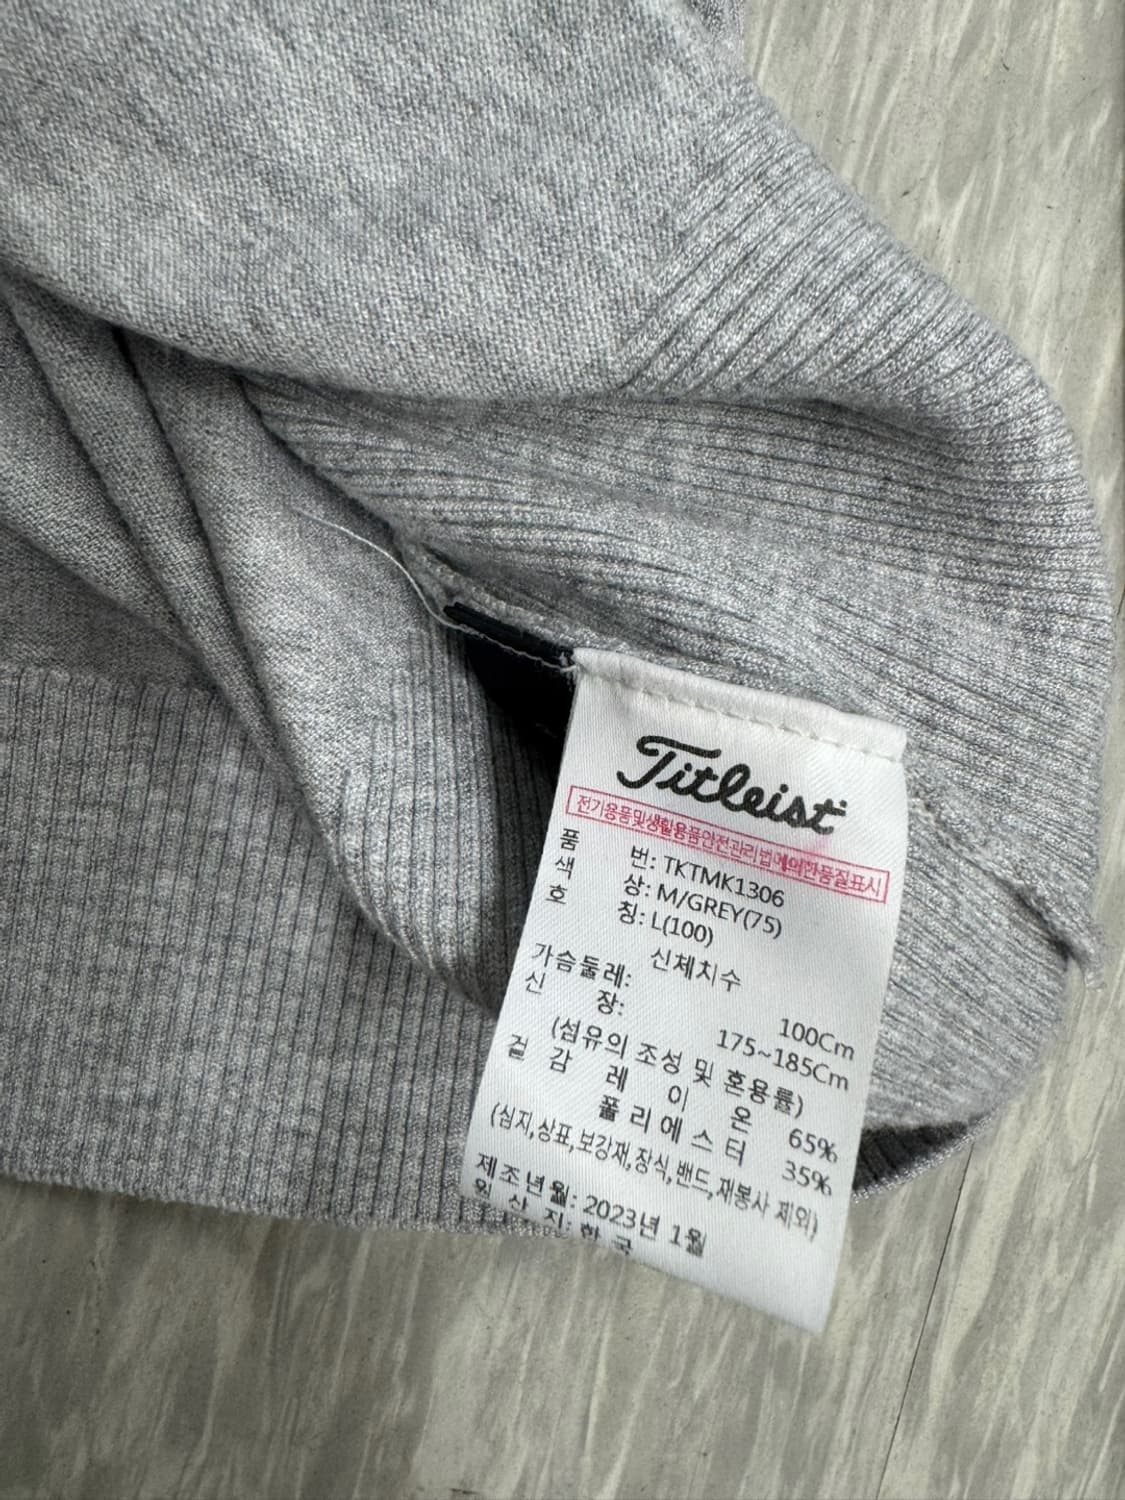 Titleist
전기용품및생활용품안전관리법에의한품질표시
품 번: TKTMK1306
색 상: M/GREY(75)
호 칭: L(100)
신체치수
가슴둘레: 100Cm
신 장: 175~185Cm
(섬유의 조성 및 혼용률)
겉 감 레 이 온 65%
폴리에스터 35%
(심지,상표,보강재,장식,밴드,재봉사 제외)
제조년월: 2023년 1월
원 산 지: 한 국